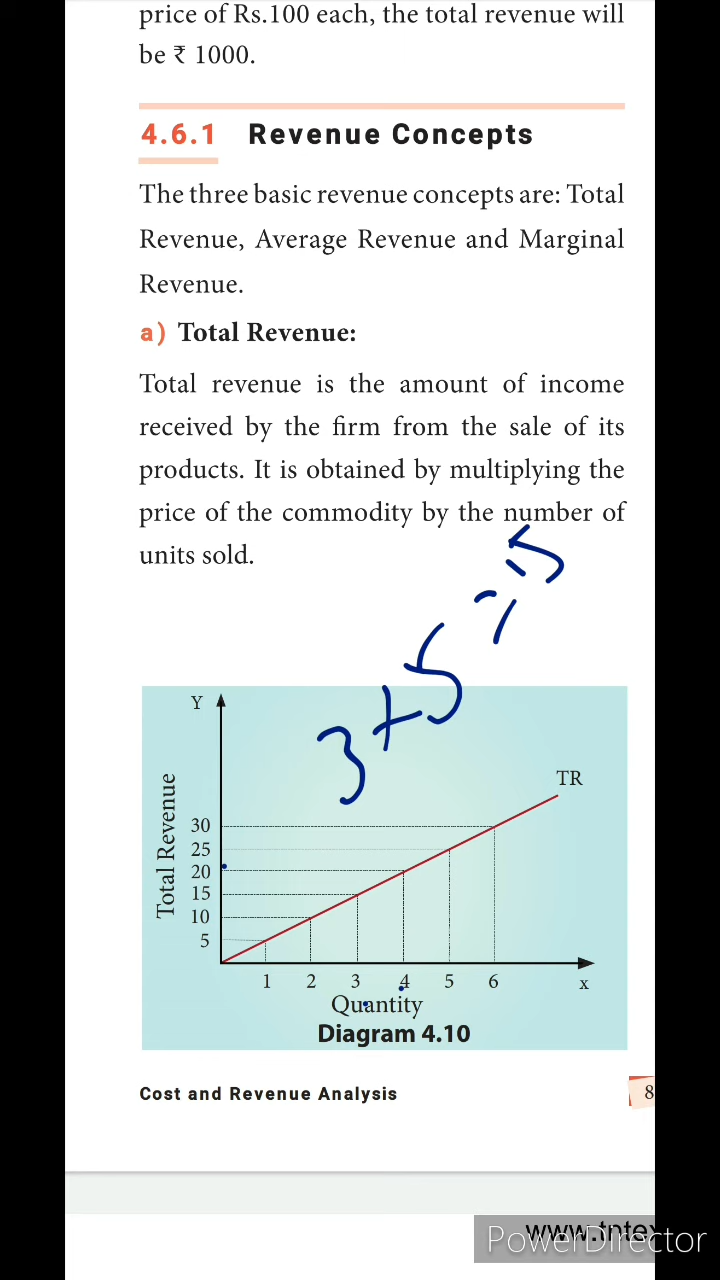 price of Rs.100 each, the total revenue will
be ₹ 1000.
4.6.1 Revenue Concepts
The three basic revenue concepts are: Total
Revenue, Average Revenue and Marginal
Revenue.
a) Total Revenue:
Total revenue is the amount of income
received by the firm from the sale of its
products. It is obtained by multiplying the
price of the commodity by the number of
units sold.
3+5
Y
TR
Total Revenue
30
25
20
15
10
5
1 2 3 4 5 6 x
Quantity
Diagram 4.10
Cost and Revenue Analysis 8
www.tntex
PowerDirector